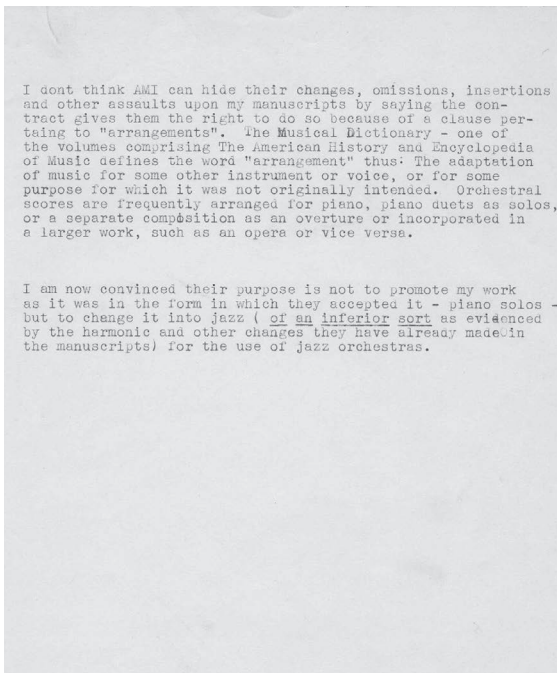 I dont think AMI can hide their changes, omissions, insertions
and other assaults upon my manuscripts by saying the con-
tract gives them the right to do so because of a clause per-
taing to "arrangements".  The Musical Dictionary - one of
the volumes comprising The American History and Encyclopedia
of Music defines the word "arrangement" thus: The adaptation
of music for some other instrument or voice, or for some
purpose for which it was not originally intended.  Orchestral
scores are frequently arranged for piano, piano duets as solos,
or a separate composition as an overture or incorporated in
a larger work, such as an opera or vice versa.
I am now convinced their purpose is not to promote my work
as it was in the form in which they accepted it - piano solos -
but to change it into jazz ( of an inferior sort as evidenced
by the harmonic and other changes they have already made in
the manuscripts) for the use of jazz orchestras.